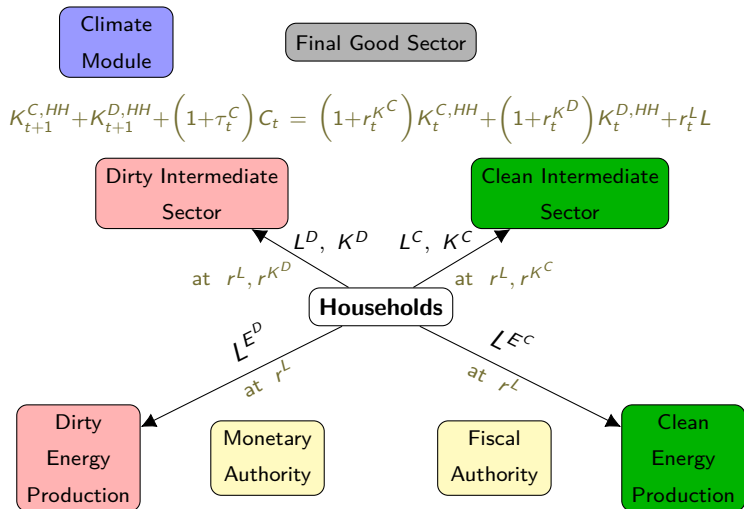 Climate
Module
Final Good Sector
K_{t+1}^{C,HH}+K_{t+1}^{D,HH}+(1+τ_t^C)C_t = (1+r_t^{K^C})K_t^{C,HH}+(1+r_t^{K^D})K_t^{D,HH}+r_t^L L
Dirty Intermediate
Sector
Clean Intermediate
Sector
L^D, K^D
L^C, K^C
at r^L, r^{K^D}
at r^L, r^{K^C}
Households
L^{E^D}
at r^L
L^{E^C}
at r^L
Dirty
Energy
Production
Monetary
Authority
Fiscal
Authority
Clean
Energy
Production